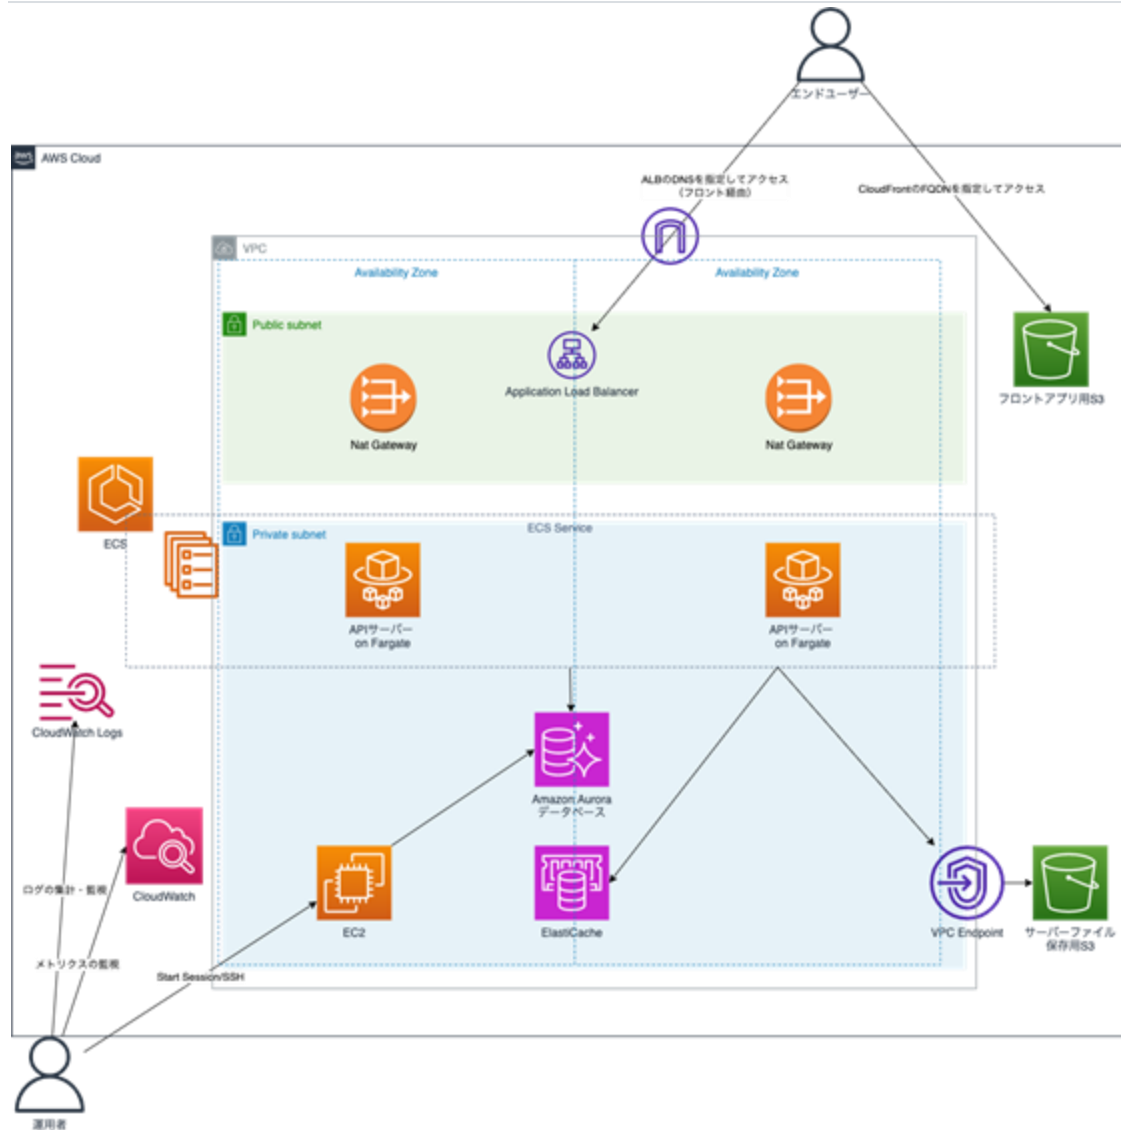 エンドユーザー
aws
AWS Cloud
ALBのDNSを指定してアクセス
(フロント経由)
CloudFrontのFQDNを指定してアクセス
VPC
Availability Zone
Availability Zone
Public subnet
Application Load Balancer
フロントアプリ用S3
Nat Gateway
Nat Gateway
ECS
ECS Service
Private subnet
APIサーバー
on Fargate
APIサーバー
on Fargate
CloudWatch Logs
Amazon Aurora
データベース
CloudWatch
ログの集計・監視
EC2
ElastiCache
VPC Endpoint
サーバーファイル
保存用S3
メトリクスの監視
Start Session/SSH
運用者